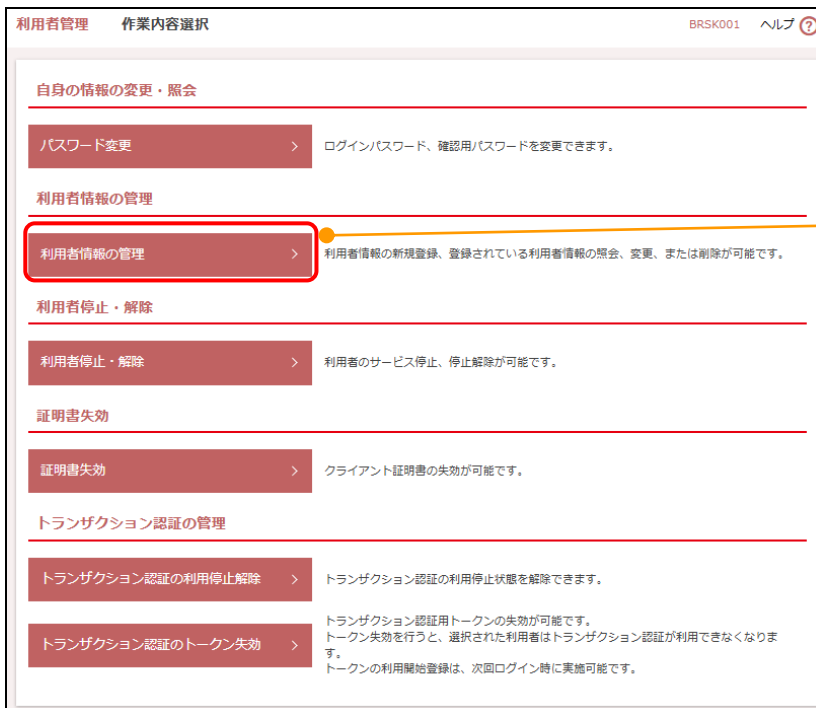 利用者管理 作業内容選択 BRSK001 ヘルプ ?
自身の情報の変更・照会
パスワード変更 > ログインパスワード、確認用パスワードを変更できます。
利用者情報の管理
利用者情報の管理 > 利用者情報の新規登録、登録されている利用者情報の照会、変更、または削除が可能です。
利用者停止・解除
利用者停止・解除 > 利用者のサービス停止、停止解除が可能です。
証明書失効
証明書失効 > クライアント証明書の失効が可能です。
トランザクション認証の管理
トランザクション認証の利用停止解除 > トランザクション認証の利用停止状態を解除できます。
トランザクション認証のトークン失効 >
トランザクション認証用トークンの失効が可能です。
トークン失効を行うと、選択された利用者はトランザクション認証が利用できなくなりま
す。
トークンの利用開始登録は、次回ログイン時に実施可能です。